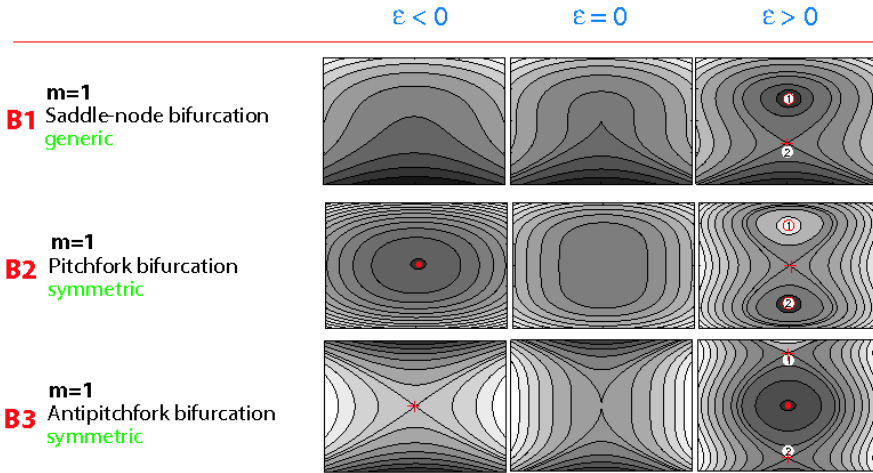 ε < 0 ε = 0 ε > 0
m=1
B1 Saddle-node bifurcation
generic
1
2
m=1
B2 Pitchfork bifurcation
symmetric
1
2
m=1
B3 Antipitchfork bifurcation
symmetric
1
2